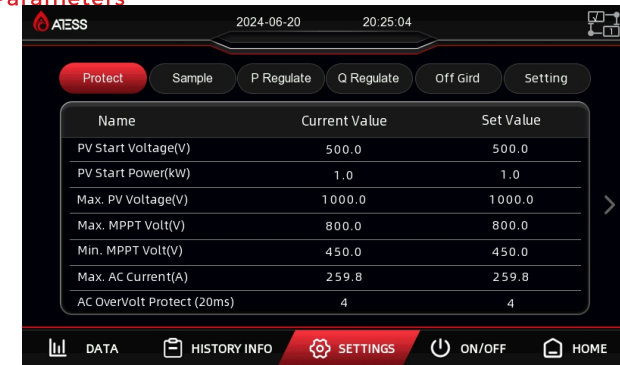 Parameters
ATESS 2024-06-20 20:25:04
Protect Sample P Regulate Q Regulate Off Gird Setting
Name Current Value Set Value
PV Start Voltage(V) 500.0 500.0
PV Start Power(kW) 1.0 1.0
Max. PV Voltage(V) 1000.0 1000.0
Max. MPPT Volt(V) 800.0 800.0
Min. MPPT Volt(V) 450.0 450.0
Max. AC Current(A) 259.8 259.8
AC OverVolt Protect (20ms) 4 4
DATA HISTORY INFO SETTINGS ON/OFF HOME